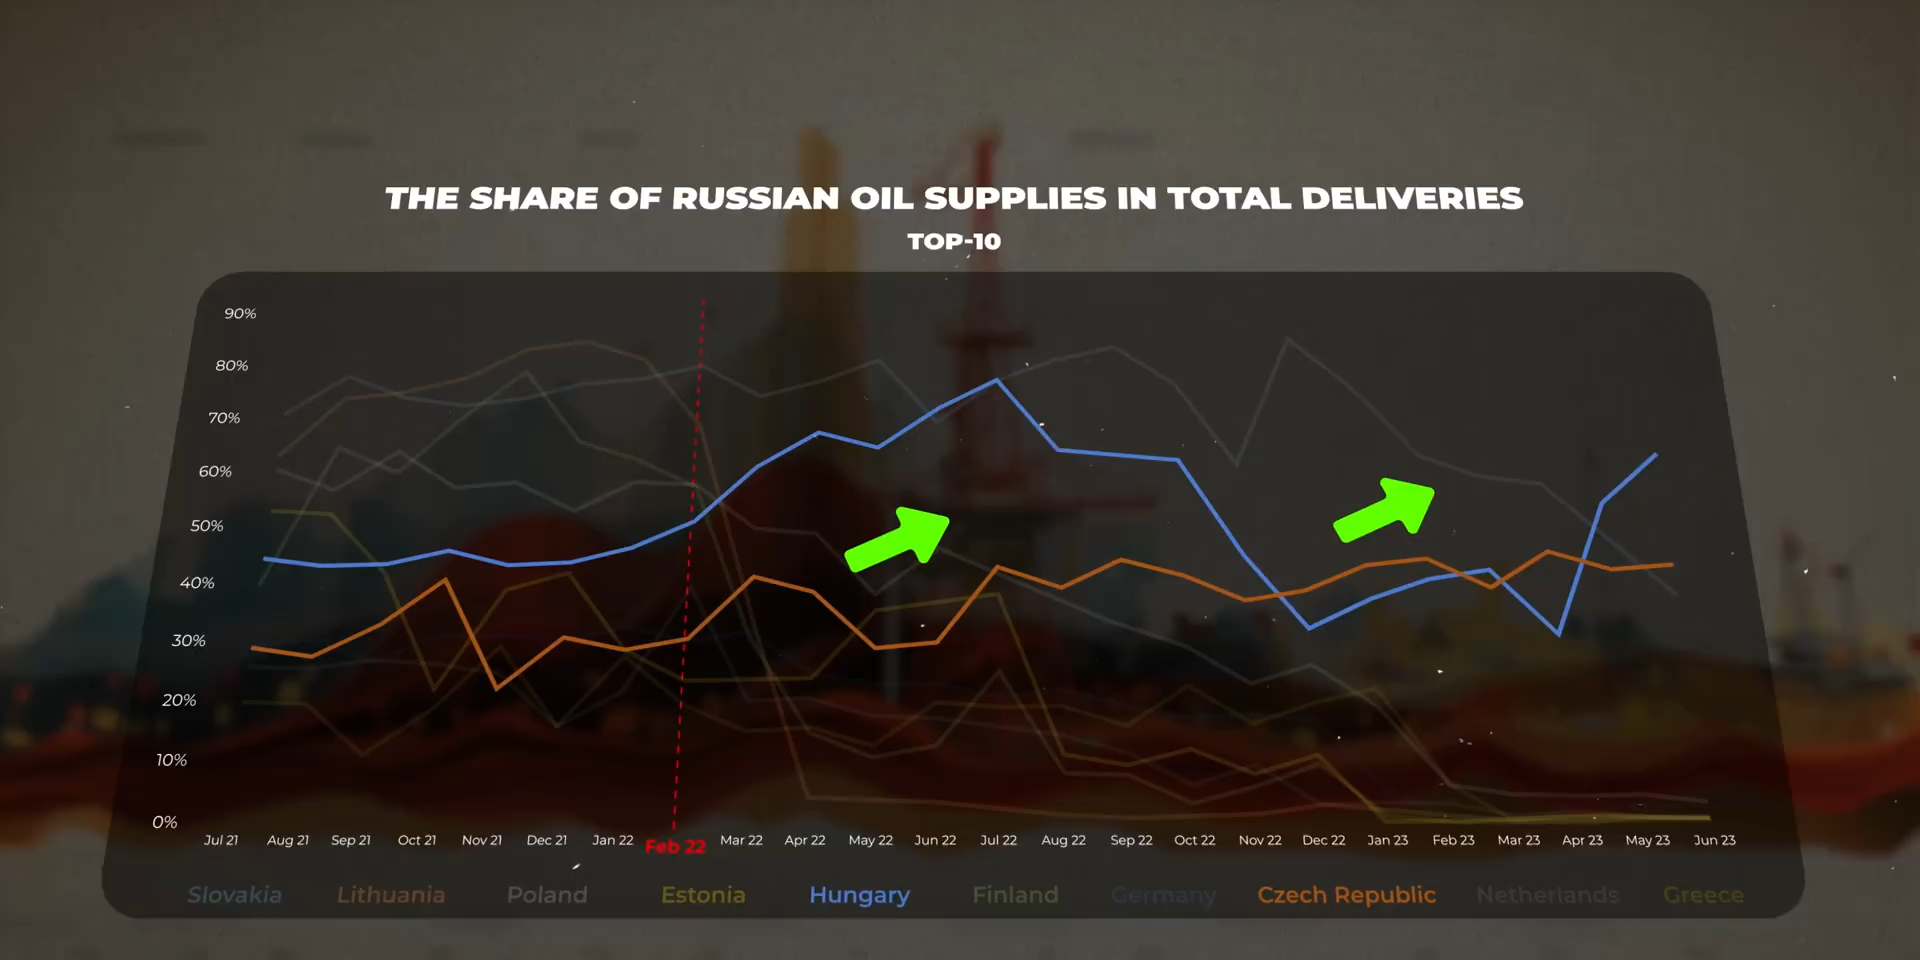 THE SHARE OF RUSSIAN OIL SUPPLIES IN TOTAL DELIVERIES
TOP-10
90%
80%
70%
60%
50%
40%
30%
20%
10%
0%
Jul 21 Aug 21 Sep 21 Oct 21 Nov 21 Dec 21 Jan 22 Feb 22 Mar 22 Apr 22 May 22 Jun 22 Jul 22 Aug 22 Sep 22 Oct 22 Nov 22 Dec 22 Jan 23 Feb 23 Mar 23 Apr 23 May 23 Jun 23
Slovakia Lithuania Poland Estonia Hungary Finland Germany Czech Republic Netherlands Greece